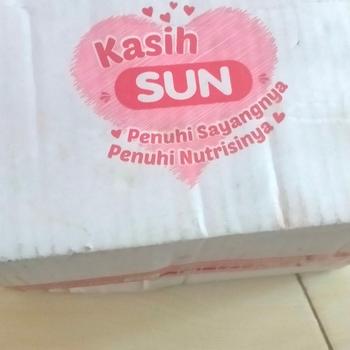 Kasih
SUN
Penuhi Sayangnya
Penuhi Nutrisinya